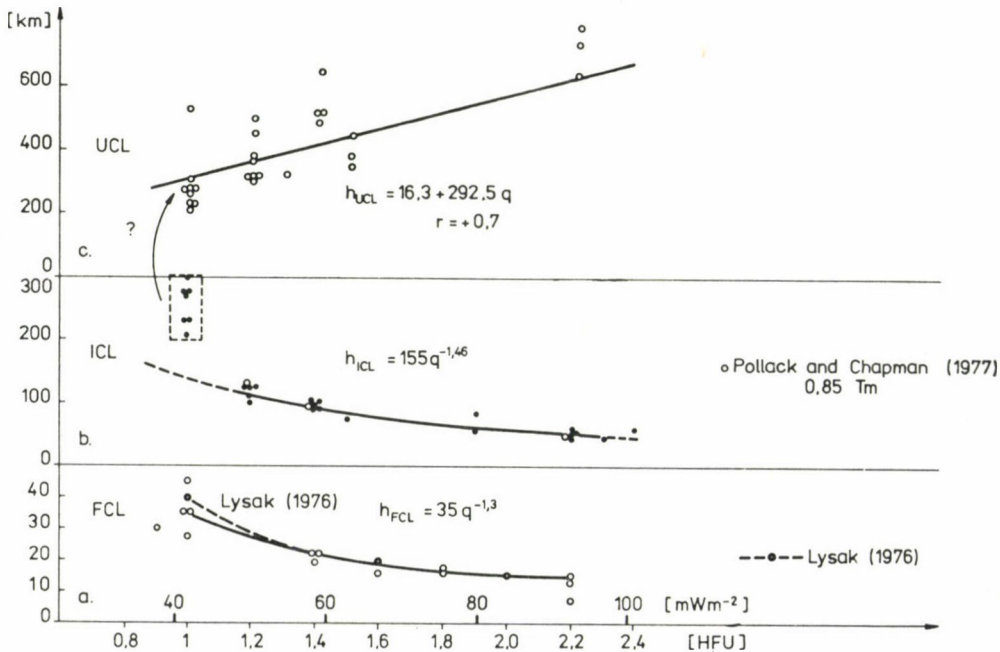 [km]
600
UCL
400
h_UCL = 16,3 + 292,5 q
200
r = +0,7
?
0
c.
300
200
ICL
h_ICL = 155 q^-1,46
Pollack and Chapman (1977)
0,85 Tm
100
b.
0
40
FCL
Lysak (1976)
h_FCL = 35 q^-1,3
30
20
Lysak (1976)
10
a.
0
40 60 80 100 [mWm^-2]
0,8 1 1,2 1,4 1,6 1,8 2,0 2,2 2,4 [HFU]